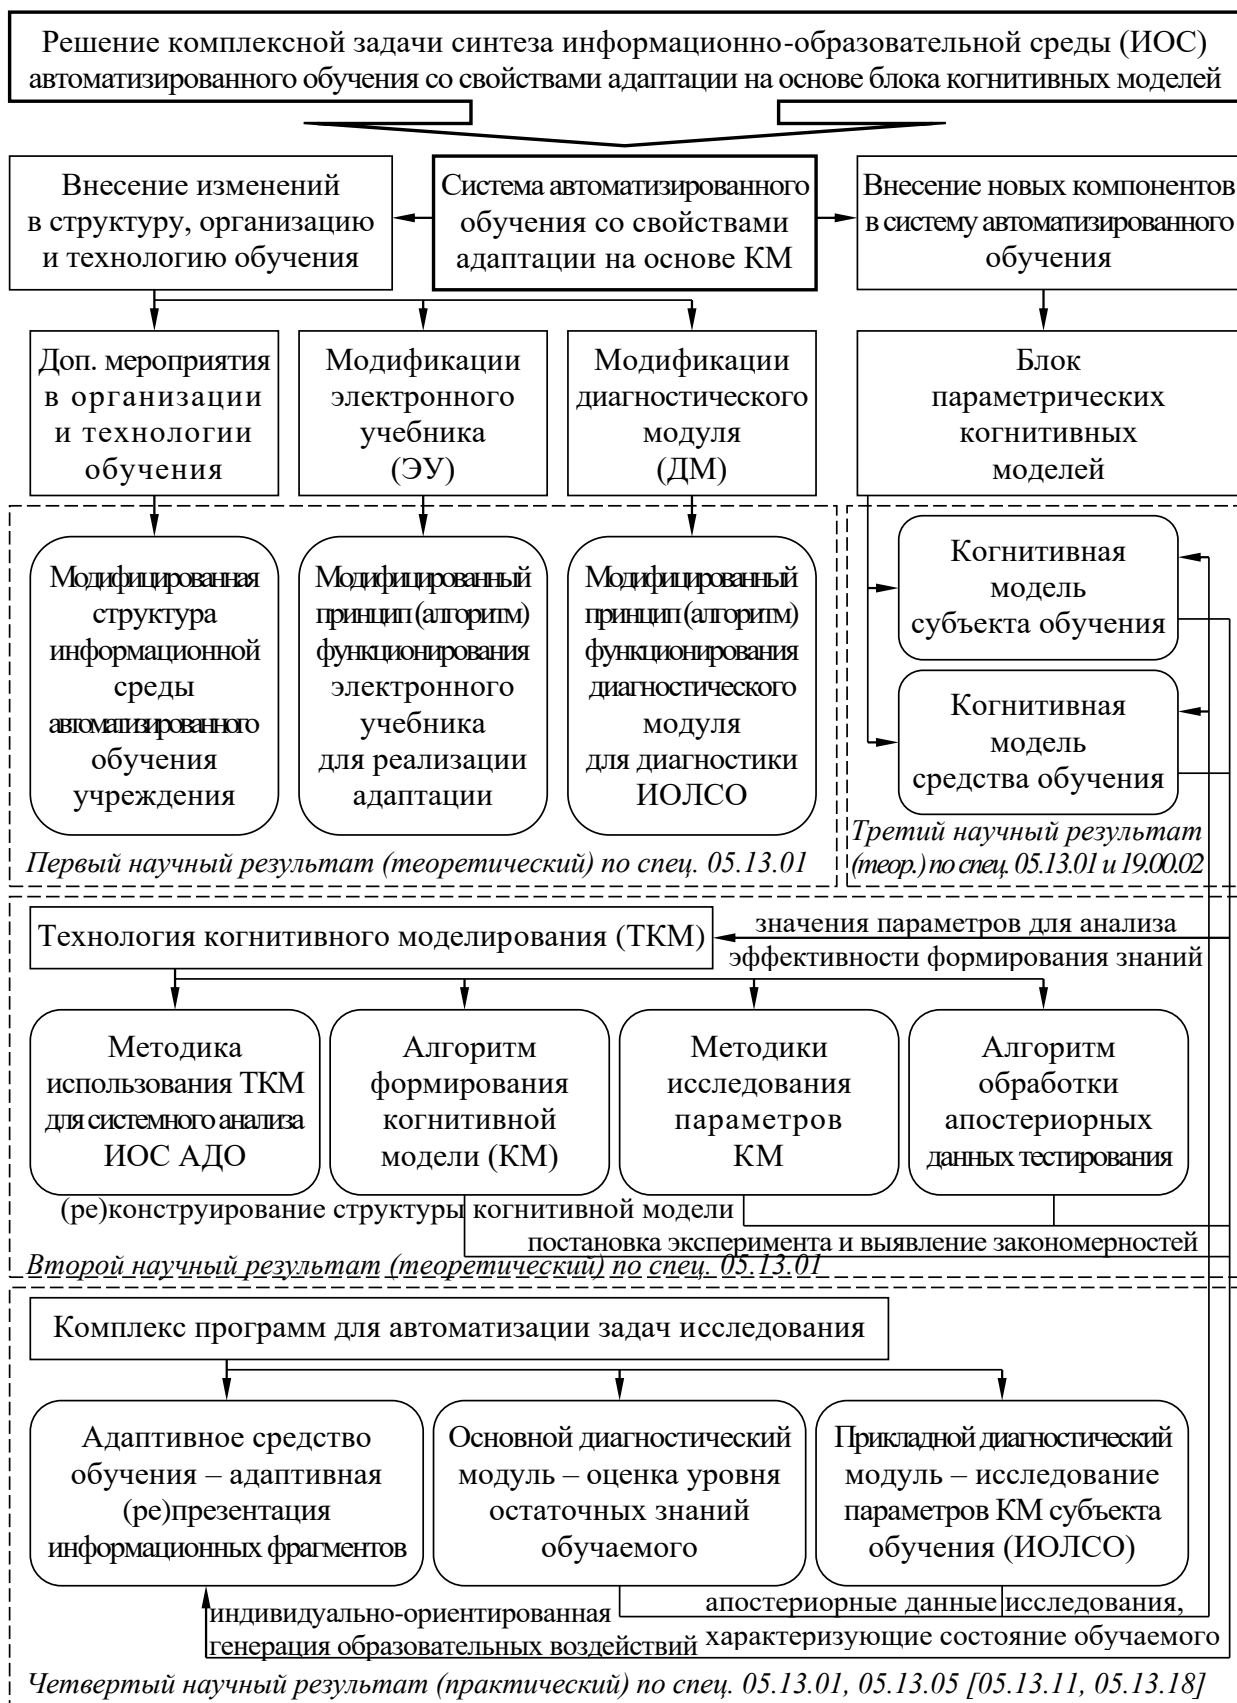 Решение комплексной задачи синтеза информационно-образовательной среды (ИОС)
автоматизированного обучения со свойствами адаптации на основе блока когнитивных моделей
Внесение изменений
в структуру, организацию
и технологию обучения
Система автоматизированного
обучения со свойствами
адаптации на основе КМ
Внесение новых компонентов
в систему автоматизированного
обучения
Доп. мероприятия
в организации
и технологии
обучения
Модификации
электронного
учебника
(ЭУ)
Модификации
диагностического
модуля
(ДМ)
Блок
параметрических
когнитивных
моделей
Модифицированная
структура
информационной
среды
автоматизированного
обучения
учреждения
Модифицированный
принцип (алгоритм)
функционирования
электронного
учебника
для реализации
адаптации
Модифицированный
принцип (алгоритм)
функционирования
диагностического
модуля
для диагностики
ИОЛСО
Когнитивная
модель
субъекта обучения
Когнитивная
модель
средства обучения
Первый научный результат (теоретический) по спец. 05.13.01
Третий научный результат
(теор.) по спец. 05.13.01 и 19.00.02
Технология когнитивного моделирования (ТКМ)
значения параметров для анализа
эффективности формирования знаний
Методика
использования ТКМ
для системного анализа
ИОС АДО
Алгоритм
формирования
когнитивной
модели (КМ)
Методики
исследования
параметров
КМ
Алгоритм
обработки
апостериорных
данных тестирования
(ре)конструирование структуры когнитивной модели
постановка эксперимента и выявление закономерностей
Второй научный результат (теоретический) по спец. 05.13.01
Комплекс программ для автоматизации задач исследования
Адаптивное средство
обучения – адаптивная
(ре)презентация
информационных фрагментов
Основной диагностический
модуль – оценка уровня
остаточных знаний
обучаемого
Прикладной диагностический
модуль – исследование
параметров КМ субъекта
обучения (ИОЛСО)
индивидуально-ориентированная
генерация образовательных воздействий
апостериорные данные исследования,
характеризующие состояние обучаемого
Четвертый научный результат (практический) по спец. 05.13.01, 05.13.05 [05.13.11, 05.13.18]